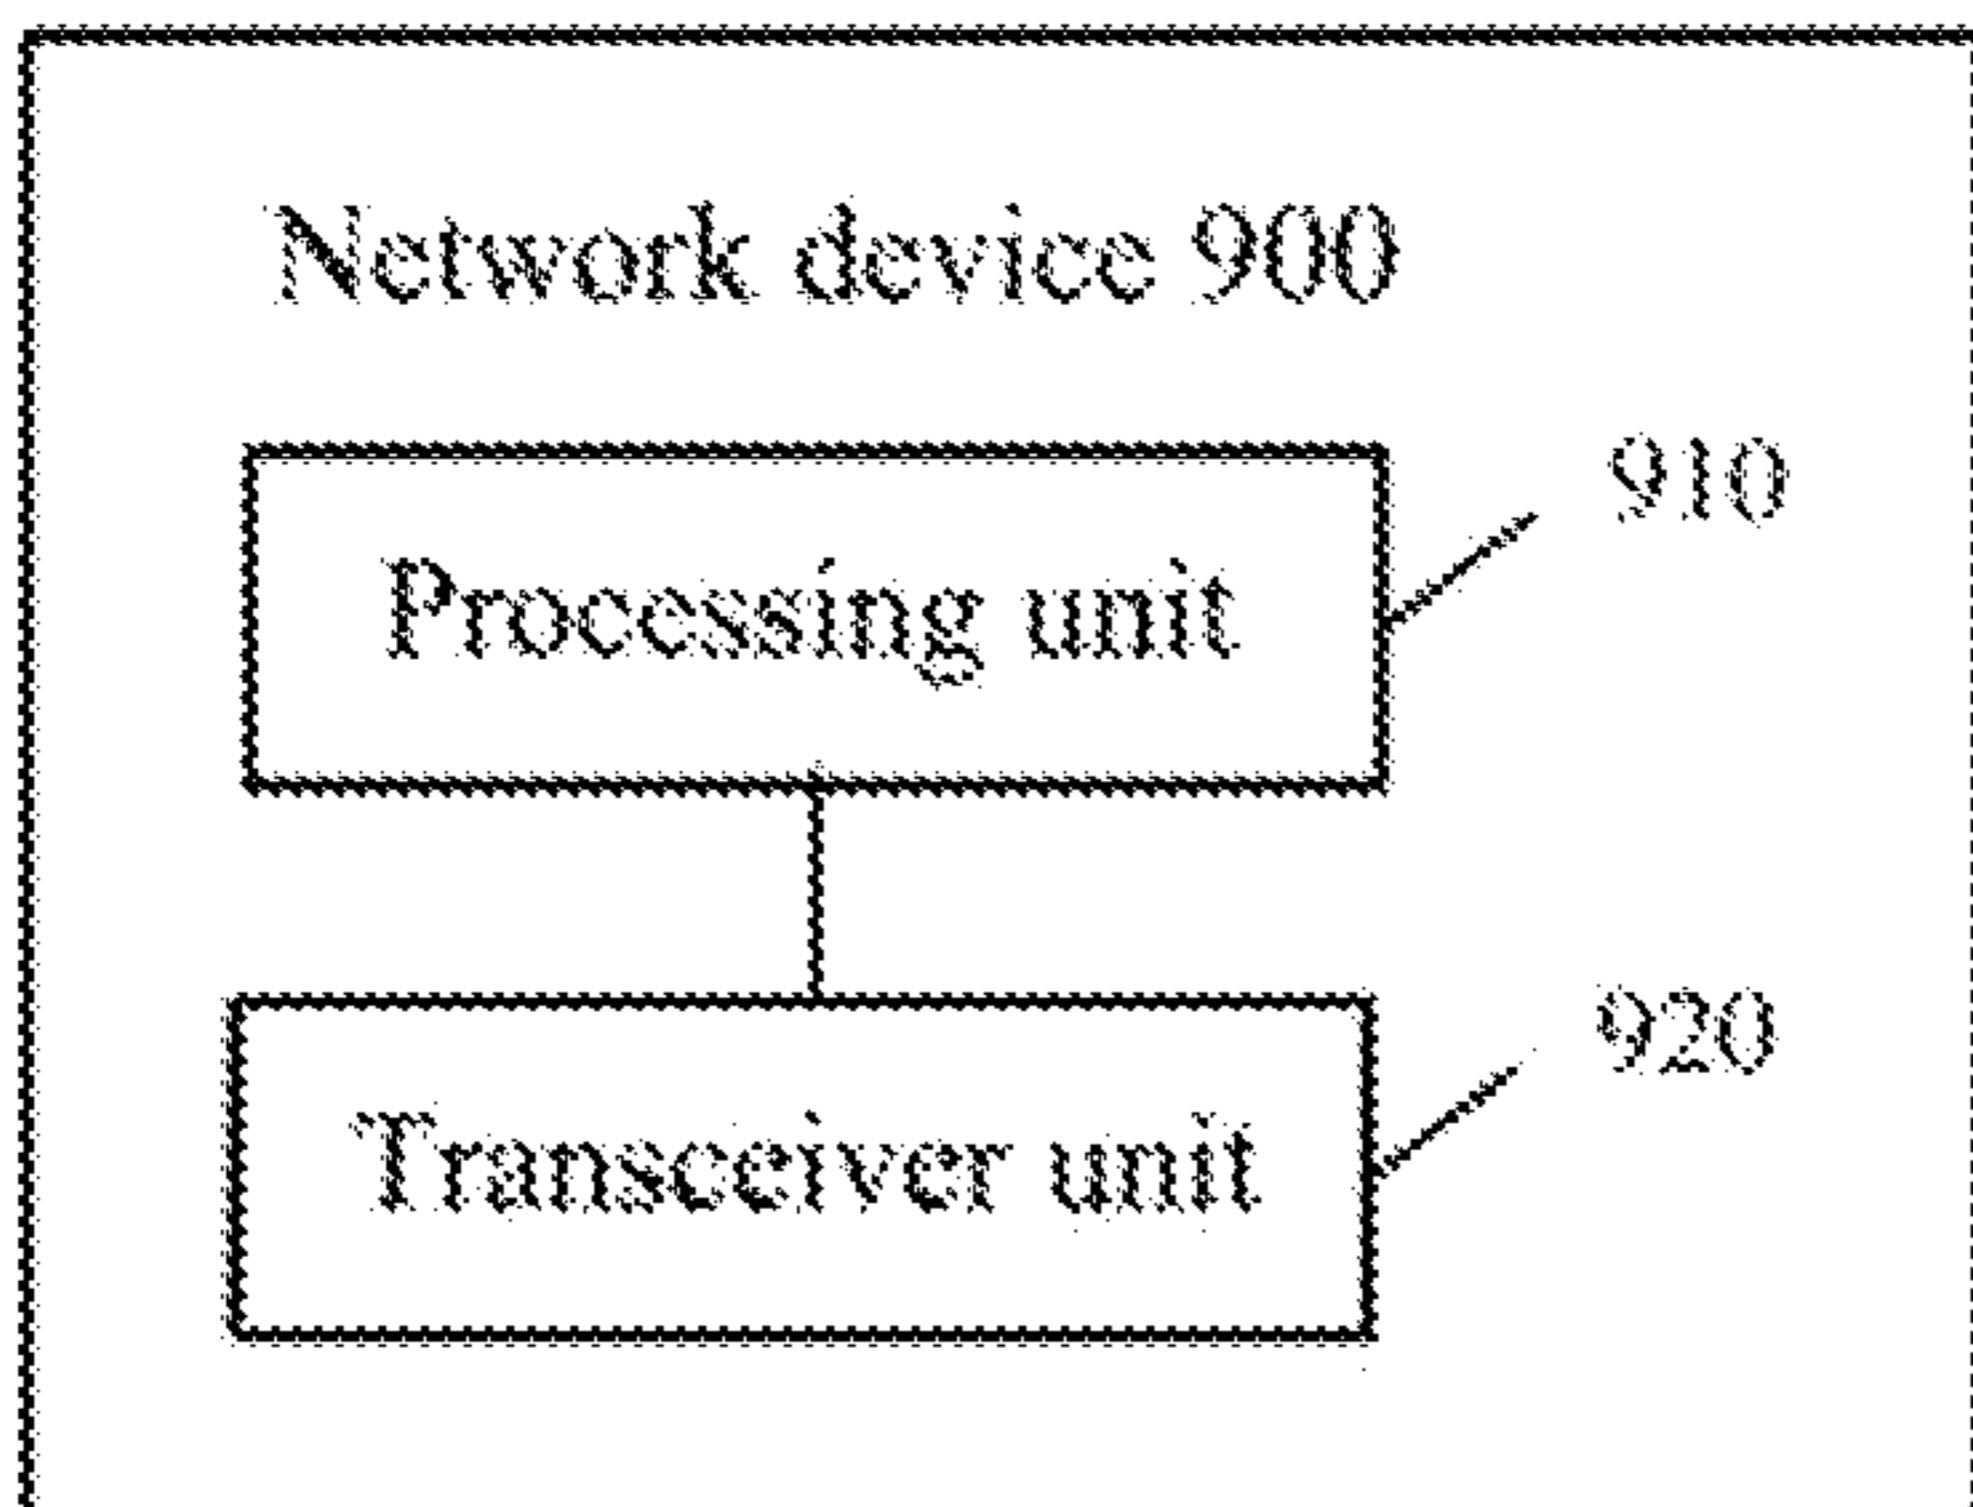 Network device 900
910
Processing unit
920
Transceiver unit